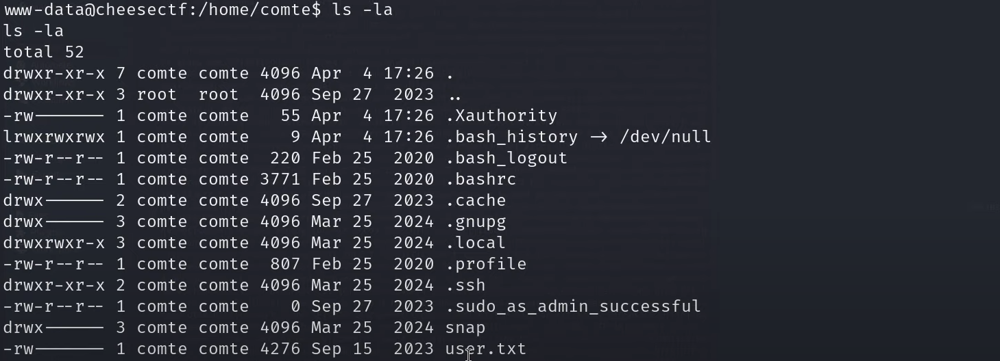 www-data@cheesectf:/home/comte$ ls -la
ls -la
total 52
drwxr-xr-x 7 comte comte 4096 Apr  4 17:26 .
drwxr-xr-x 3 root  root  4096 Sep 27  2023 ..
-rw------- 1 comte comte   55 Apr  4 17:26 .Xauthority
lrwxrwxrwx 1 comte comte    9 Apr  4 17:26 .bash_history -> /dev/null
-rw-r--r-- 1 comte comte  220 Feb 25  2020 .bash_logout
-rw-r--r-- 1 comte comte 3771 Feb 25  2020 .bashrc
drwx------ 2 comte comte 4096 Sep 27  2023 .cache
drwx------ 3 comte comte 4096 Mar 25  2024 .gnupg
drwxrwxr-x 3 comte comte 4096 Mar 25  2024 .local
-rw-r--r-- 1 comte comte  807 Feb 25  2020 .profile
drwxr-xr-x 2 comte comte 4096 Mar 25  2024 .ssh
-rw-r--r-- 1 comte comte    0 Sep 27  2023 .sudo_as_admin_successful
drwx------ 3 comte comte 4096 Mar 25  2024 snap
-rw------- 1 comte comte 4276 Sep 15  2023 user.txt